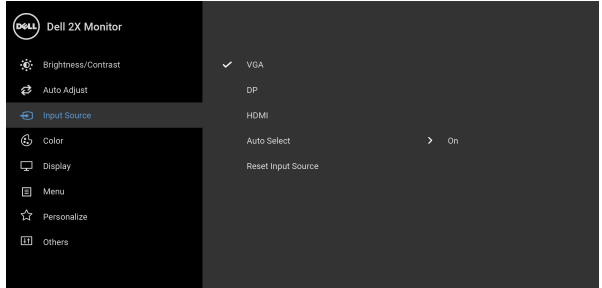 DELL
Dell 2X Monitor
Brightness/Contrast
Auto Adjust
Input Source
Color
Display
Menu
Personalize
Others
VGA
DP
HDMI
Auto Select On
Reset Input Source